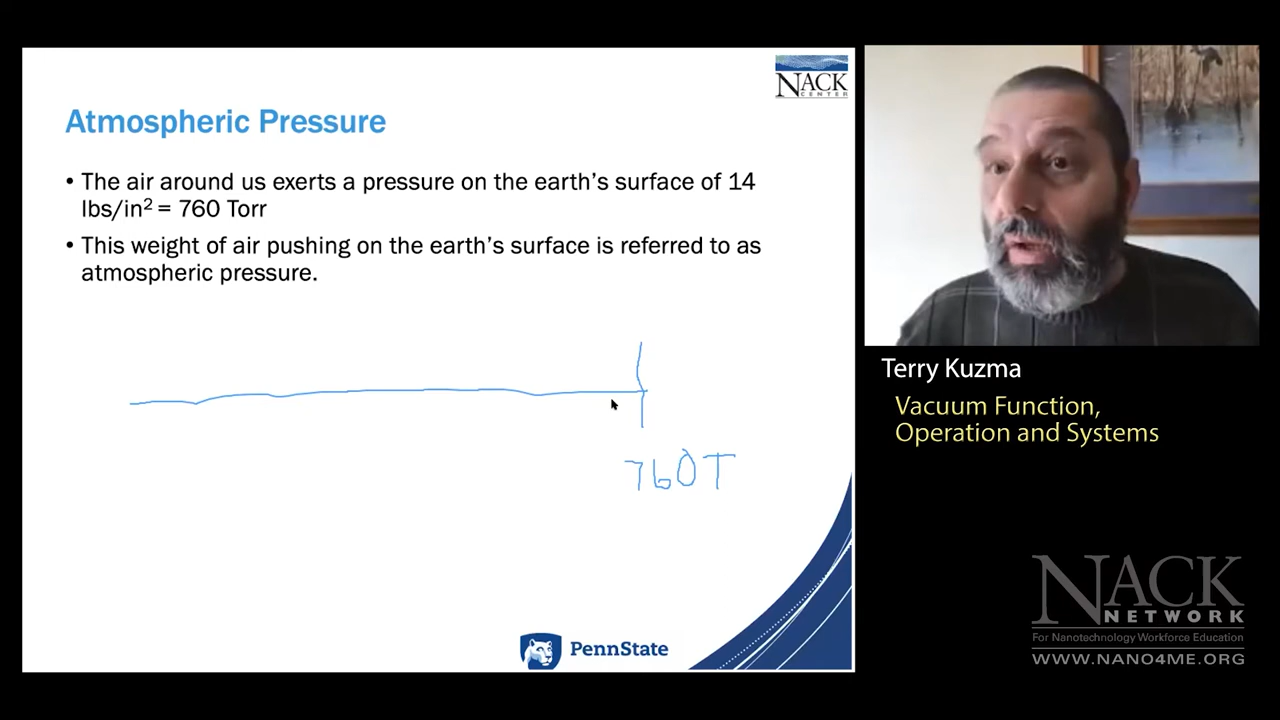 NACK
CENTER
Atmospheric Pressure
• The air around us exerts a pressure on the earth's surface of 14
lbs/in² = 760 Torr
• This weight of air pushing on the earth's surface is referred to as
atmospheric pressure.
760T
PennState
Terry Kuzma
Vacuum Function,
Operation and Systems
NACK
NETWORK
For Nanotechnology Workforce Education
WWW.NANO4ME.ORG